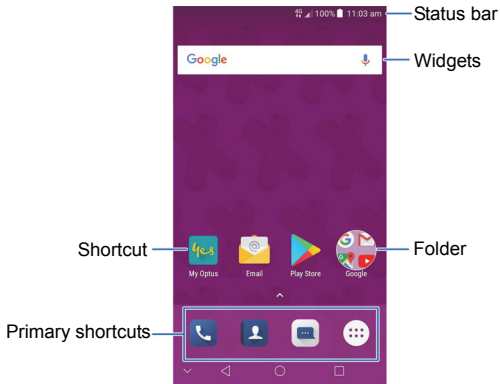 4G 100% 11:03 am
Status bar
Google
Widgets
Shortcut
yes
G
M
Folder
My Optus
Email
Play Store
Google
Primary shortcuts